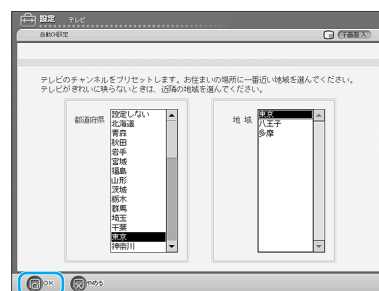 設定 テレビ
自動CH設定
子画面入
テレビのチャンネルをプリセットします。お住まいの場所に一番近い地域を選んでください。
テレビがきれいに映らないときは、近隣の地域を選んでください。
都道府県
設定しない
北海道
青森
秋田
岩手
宮城
福島
山形
茨城
栃木
群馬
埼玉
千葉
東京
神奈川
地域
東京
八王子
多摩
OK
やめる